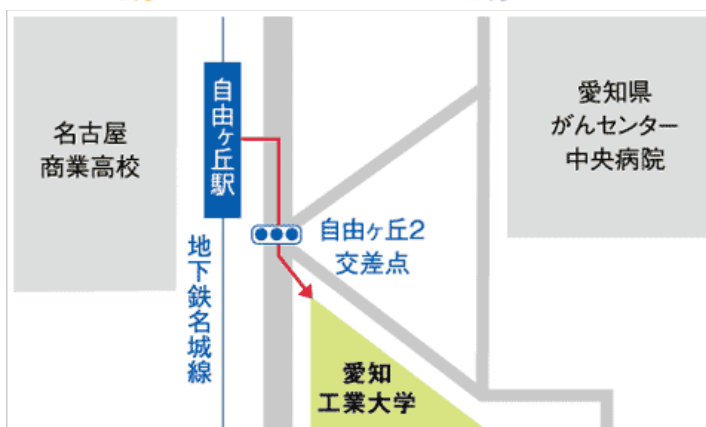 名古屋
商業高校
自由ヶ丘駅
地下鉄名城線
自由ヶ丘2
交差点
愛知県
がんセンター
中央病院
愛知
工業大学